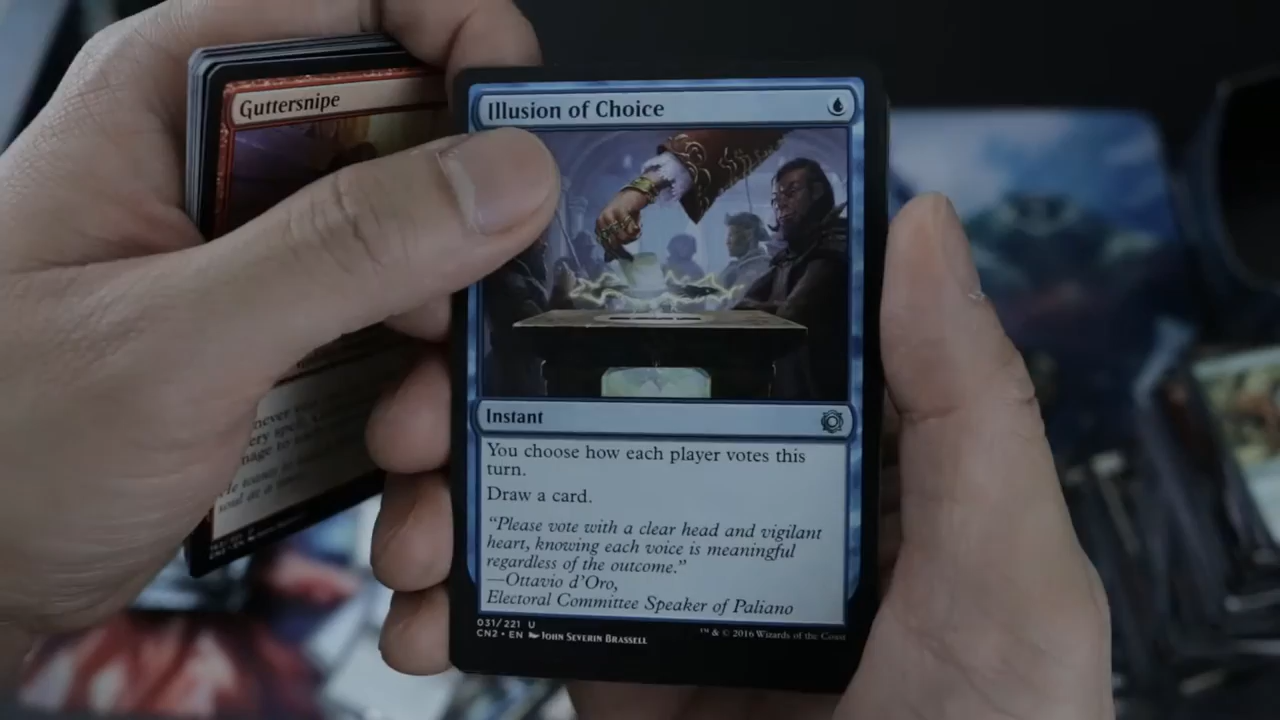 Guttersnipe
Illusion of Choice
Instant
You choose how each player votes this
turn.
Draw a card.
"Please vote with a clear head and vigilant
heart, knowing each voice is meaningful
regardless of the outcome."
—Ottavio d'Oro,
Electoral Committee Speaker of Paliano
031/221 U
CN2 • EN JOHN SEVERIN BRASSELL
™ & © 2016 Wizards of the Coast